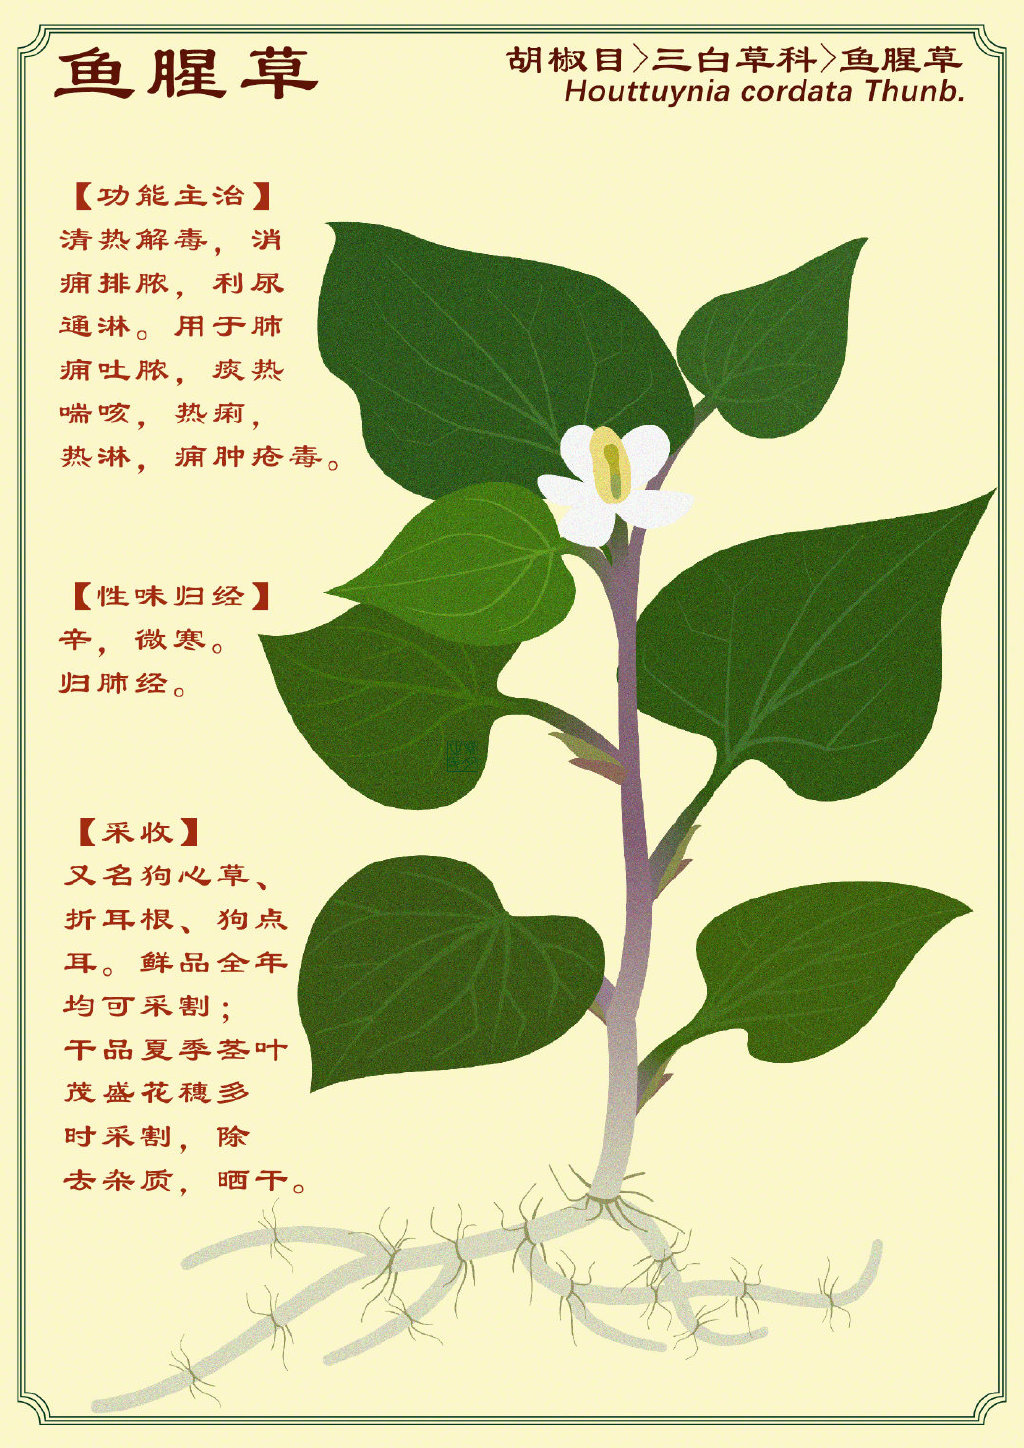 鱼腥草
胡椒目>三白草科>鱼腥草
Houttuynia cordata Thunb.
【功能主治】
清热解毒，消
痈排脓，利尿
通淋。用于肺
痈吐脓，痰热
喘咳，热痢，
热淋，痈肿疮毒。
【性味归经】
辛，微寒。
归肺经。
【采收】
又名狗心草、
折耳根、狗点
耳。鲜品全年
均可采割；
干品夏季茎叶
茂盛花穗多
时采割，除
去杂质，晒干。